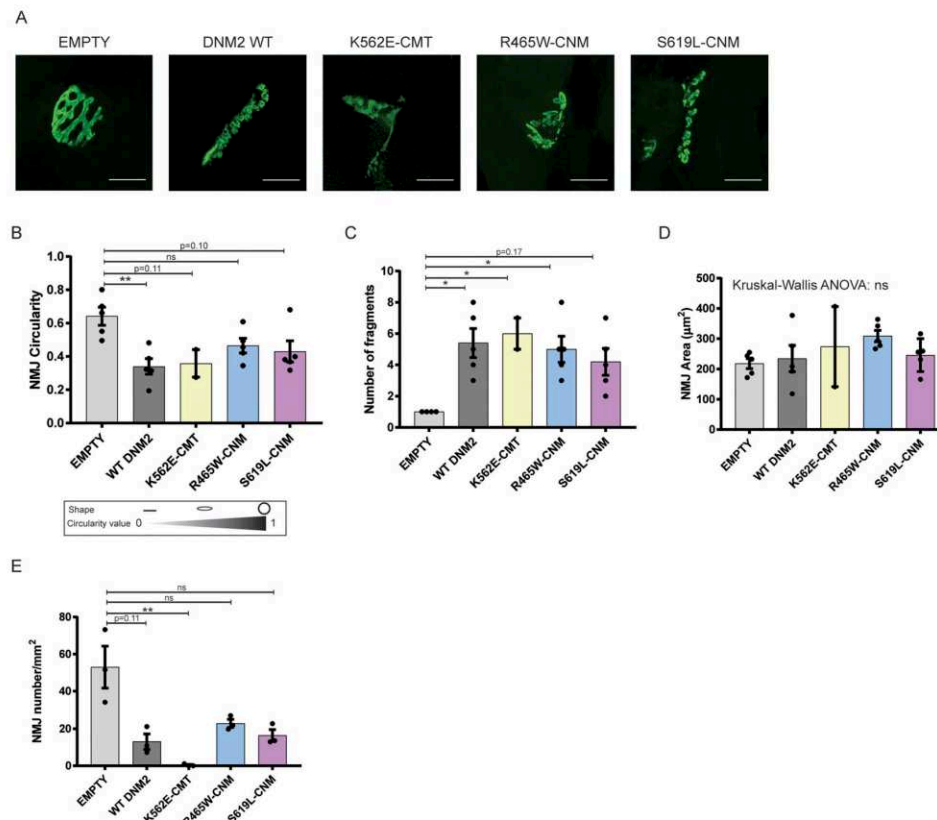 A
EMPTY DNM2 WT K562E-CMT R465W-CNM S619L-CNM
B
p=0.10
ns
p=0.11
**
NMJ Circularity
1.0
0.8
0.6
0.4
0.2
0.0
EMPTY
WT DNM2
K562E-CMT
R465W-CNM
S619L-CNM
Shape
Circularity value 0 1
C
p=0.17
*
*
*
Number of fragments
10
8
6
4
2
0
EMPTY
WT DNM2
K562E-CMT
R465W-CNM
S619L-CNM
D
Kruskal-Wallis ANOVA: ns
NMJ Area (µm²)
500
400
300
200
100
0
EMPTY
WT DNM2
K562E-CMT
R465W-CNM
S619L-CNM
E
ns
ns
**
p=0.11
NMJ number/mm²
80
60
40
20
0
EMPTY
WT DNM2
K562E-CMT
R465W-CNM
S619L-CNM